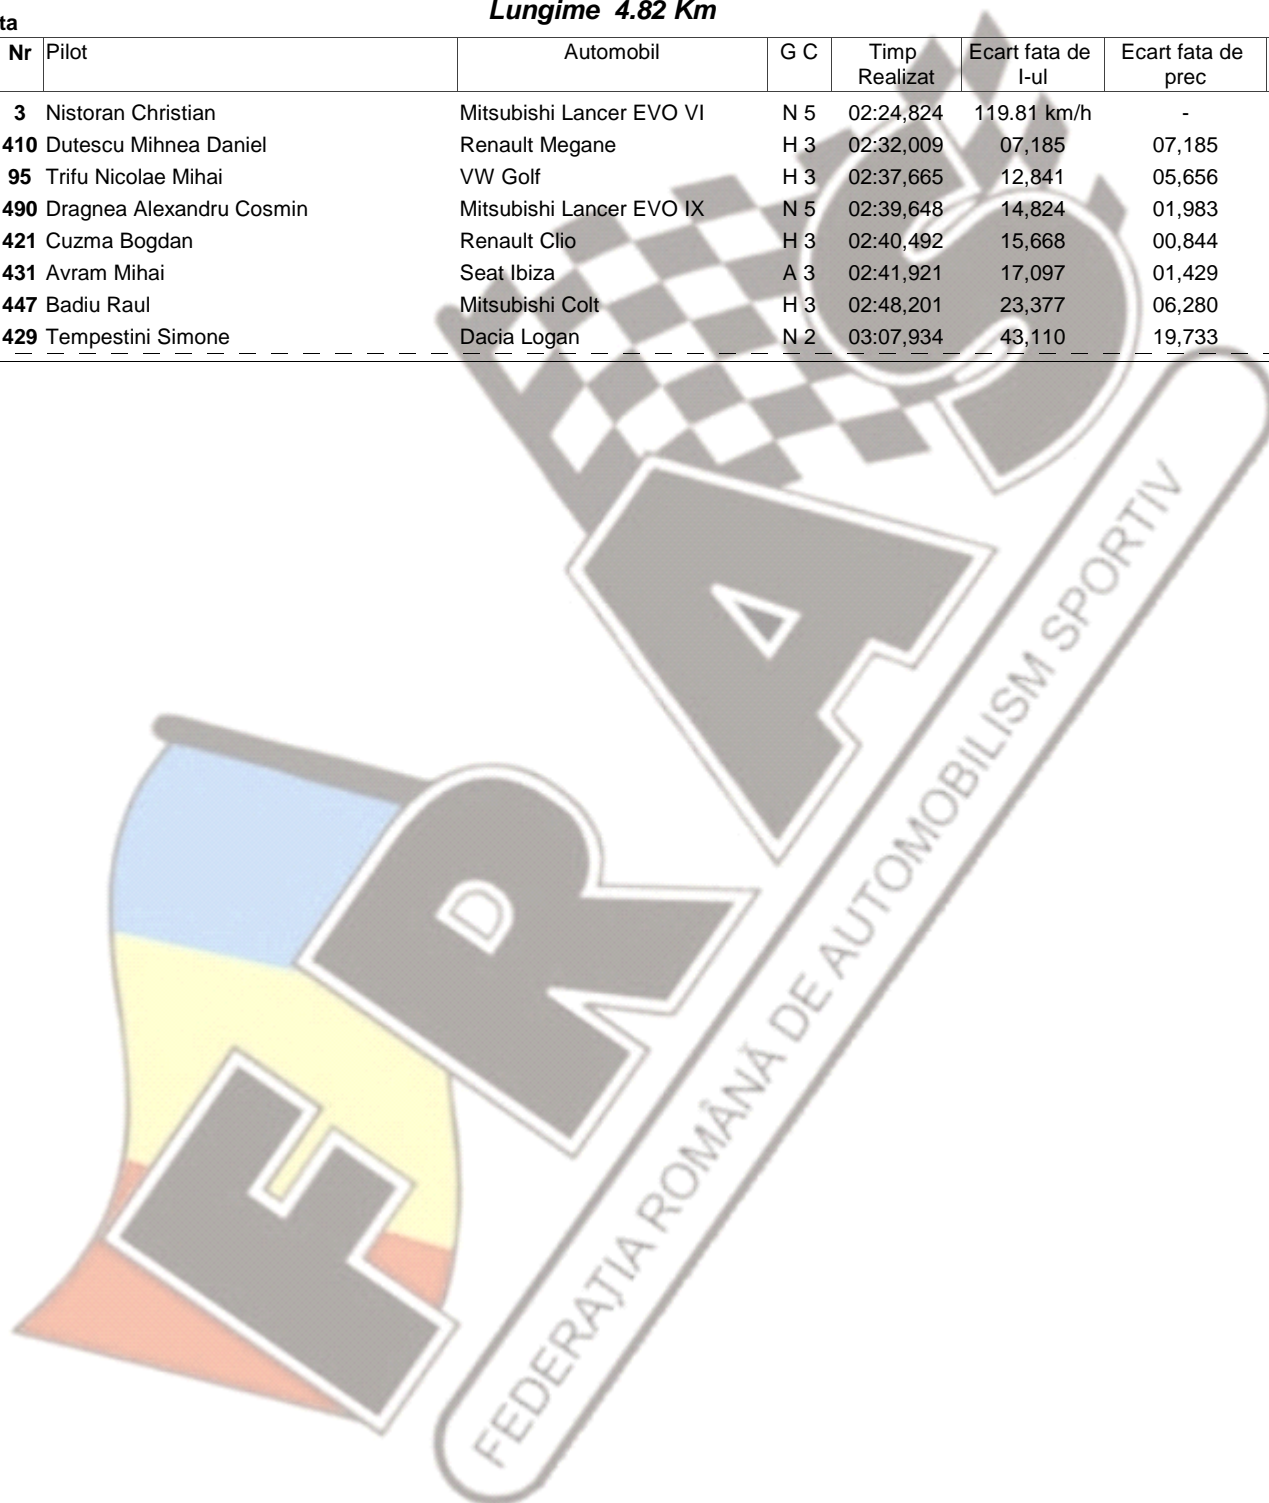 Lungime 4.82 Km
ta
Nr Pilot Automobil G C Timp Realizat Ecart fata de I-ul Ecart fata de prec
3 Nistoran Christian Mitsubishi Lancer EVO VI N 5 02:24,824 119.81 km/h -
410 Dutescu Mihnea Daniel Renault Megane H 3 02:32,009 07,185 07,185
95 Trifu Nicolae Mihai VW Golf H 3 02:37,665 12,841 05,656
490 Dragnea Alexandru Cosmin Mitsubishi Lancer EVO IX N 5 02:39,648 14,824 01,983
421 Cuzma Bogdan Renault Clio H 3 02:40,492 15,668 00,844
431 Avram Mihai Seat Ibiza A 3 02:41,921 17,097 01,429
447 Badiu Raul Mitsubishi Colt H 3 02:48,201 23,377 06,280
429 Tempestini Simone Dacia Logan N 2 03:07,934 43,110 19,733
FRAS
FEDERAȚIA ROMÂNĂ DE AUTOMOBILISM SPORTIV